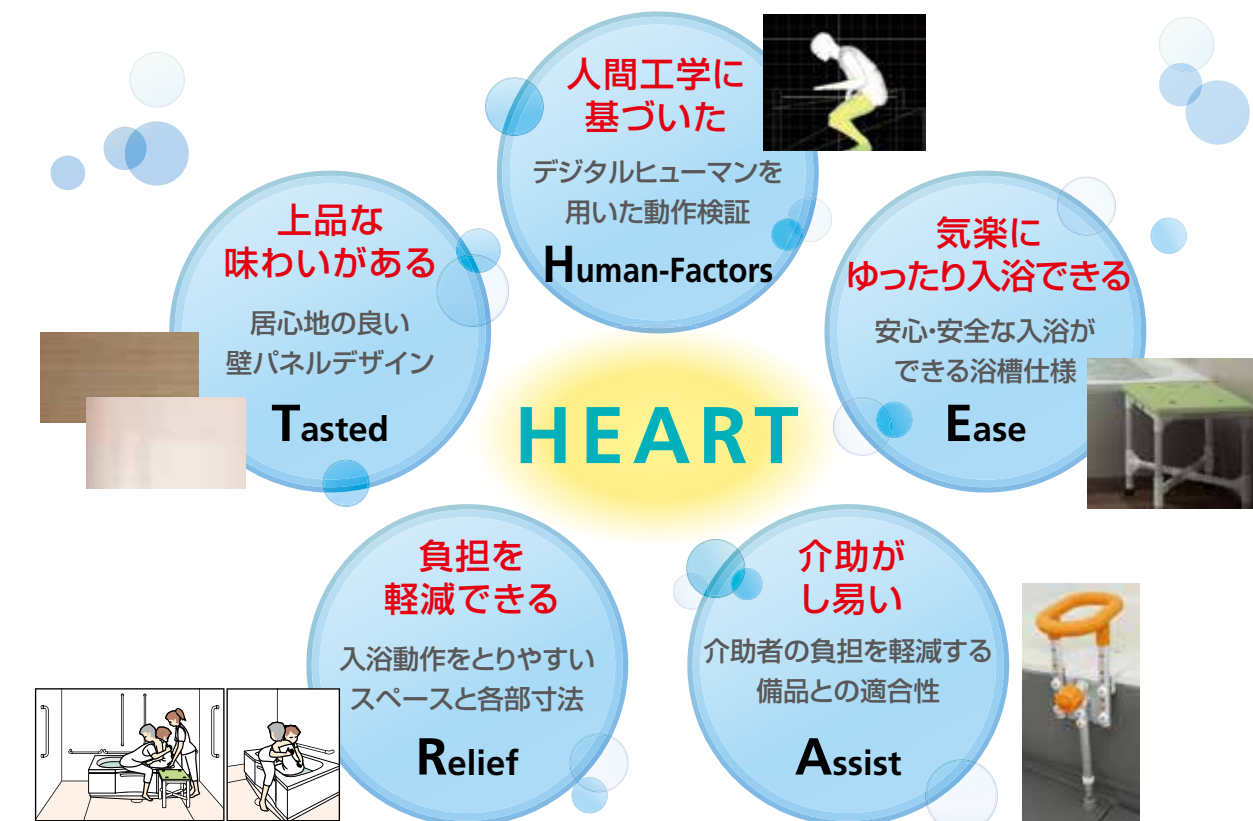 人間工学に
基づいた
デジタルヒューマンを
用いた動作検証
Human-Factors
気楽に
ゆったり入浴できる
安心・安全な入浴が
できる浴槽仕様
Ease
介助が
し易い
介助者の負担を軽減する
備品との適合性
Assist
負担を
軽減できる
入浴動作をとりやすい
スペースと各部寸法
Relief
上品な
味わいがある
居心地の良い
壁パネルデザイン
Tasted
HEART